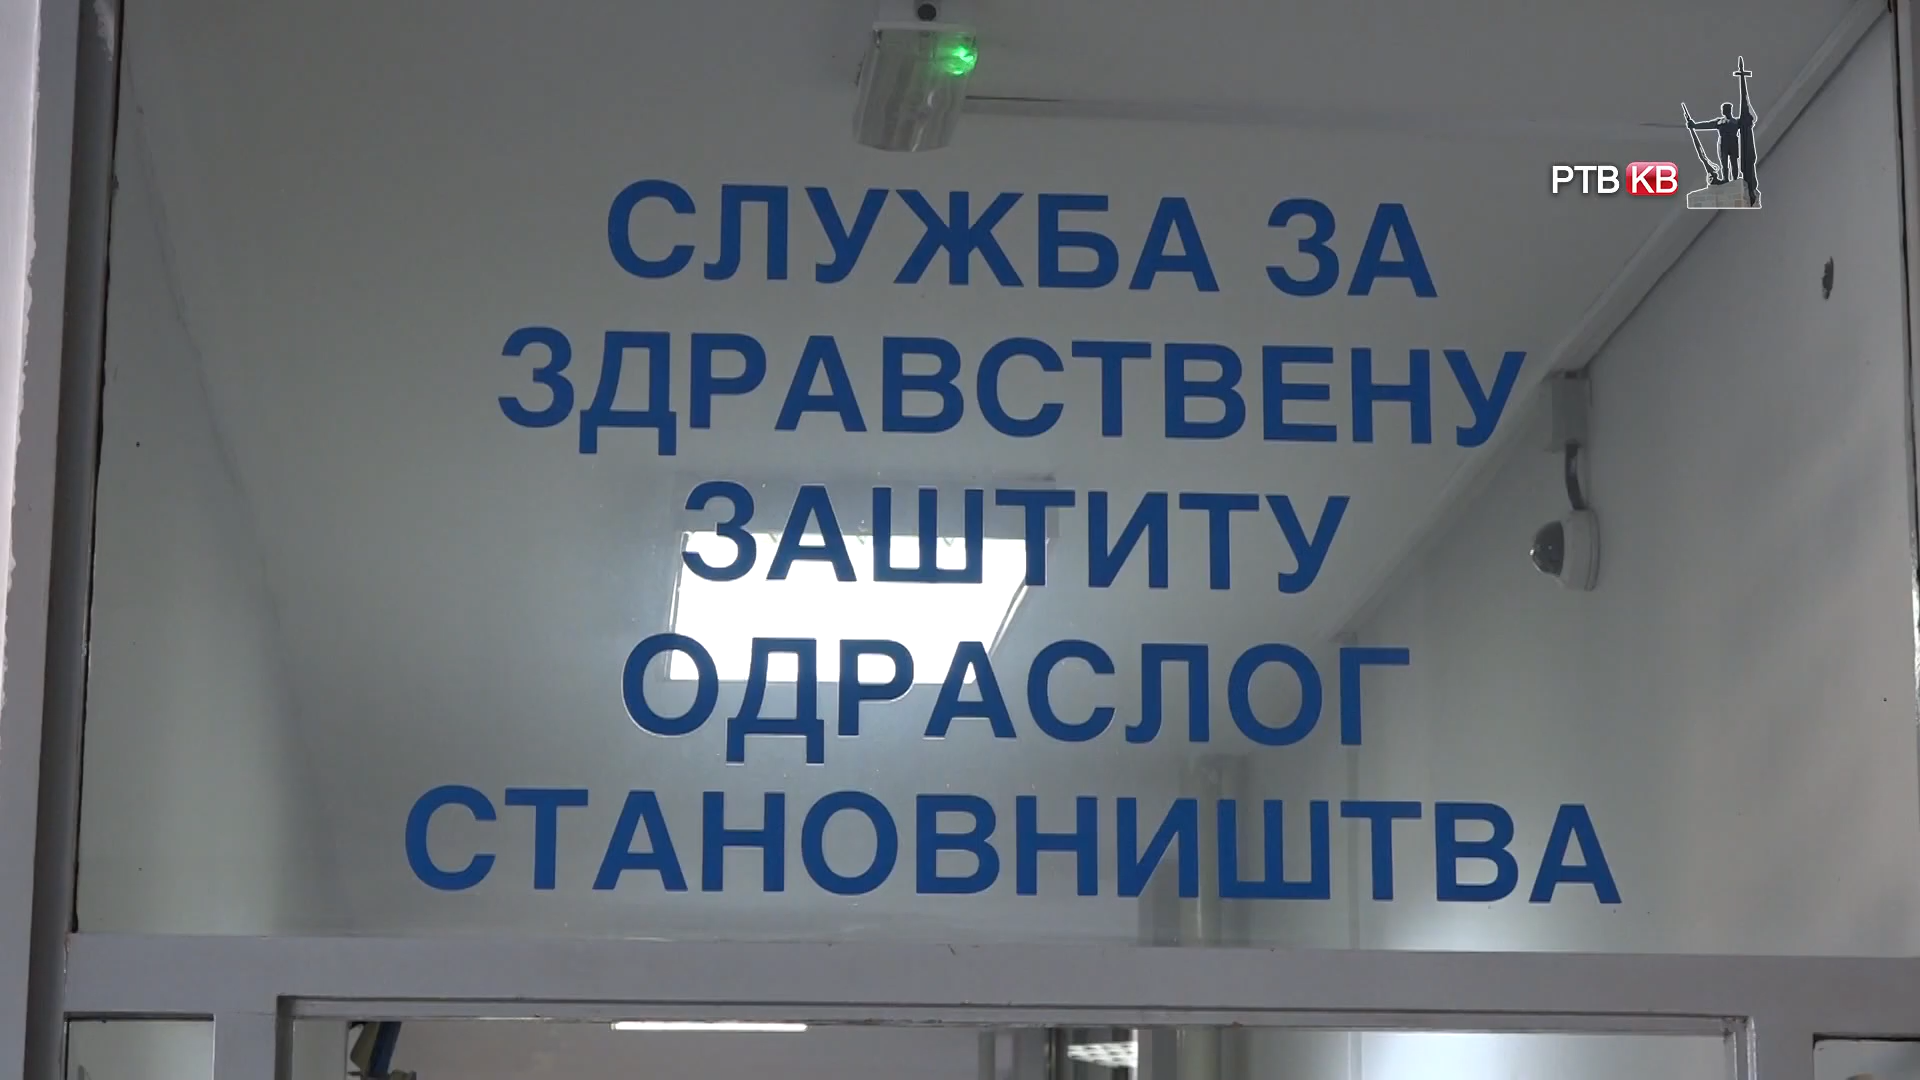 РТВ КВ
СЛУЖБА ЗА
ЗДРАВСТВЕНУ
ЗАШТИТУ
ОДРАСЛОГ
СТАНОВНИШТВА